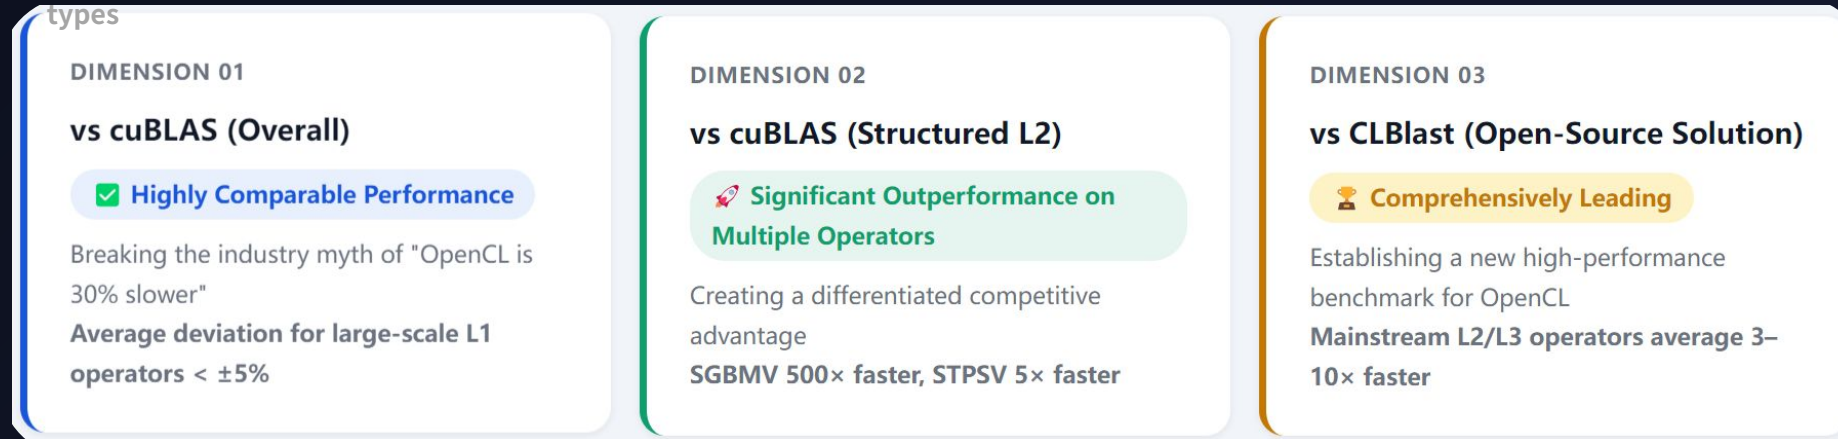 types
DIMENSION 01
vs cuBLAS (Overall)
✅ Highly Comparable Performance
Breaking the industry myth of "OpenCL is
30% slower"
Average deviation for large-scale L1
operators < ±5%
DIMENSION 02
vs cuBLAS (Structured L2)
🚀 Significant Outperformance on
Multiple Operators
Creating a differentiated competitive
advantage
SGBMV 500× faster, STPSV 5× faster
DIMENSION 03
vs CLBlast (Open-Source Solution)
🏆 Comprehensively Leading
Establishing a new high-performance
benchmark for OpenCL
Mainstream L2/L3 operators average 3–
10× faster